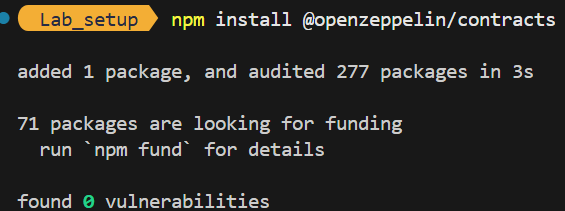 Lab_setup npm install @openzeppelin/contracts
added 1 package, and audited 277 packages in 3s
71 packages are looking for funding
run `npm fund` for details
found 0 vulnerabilities